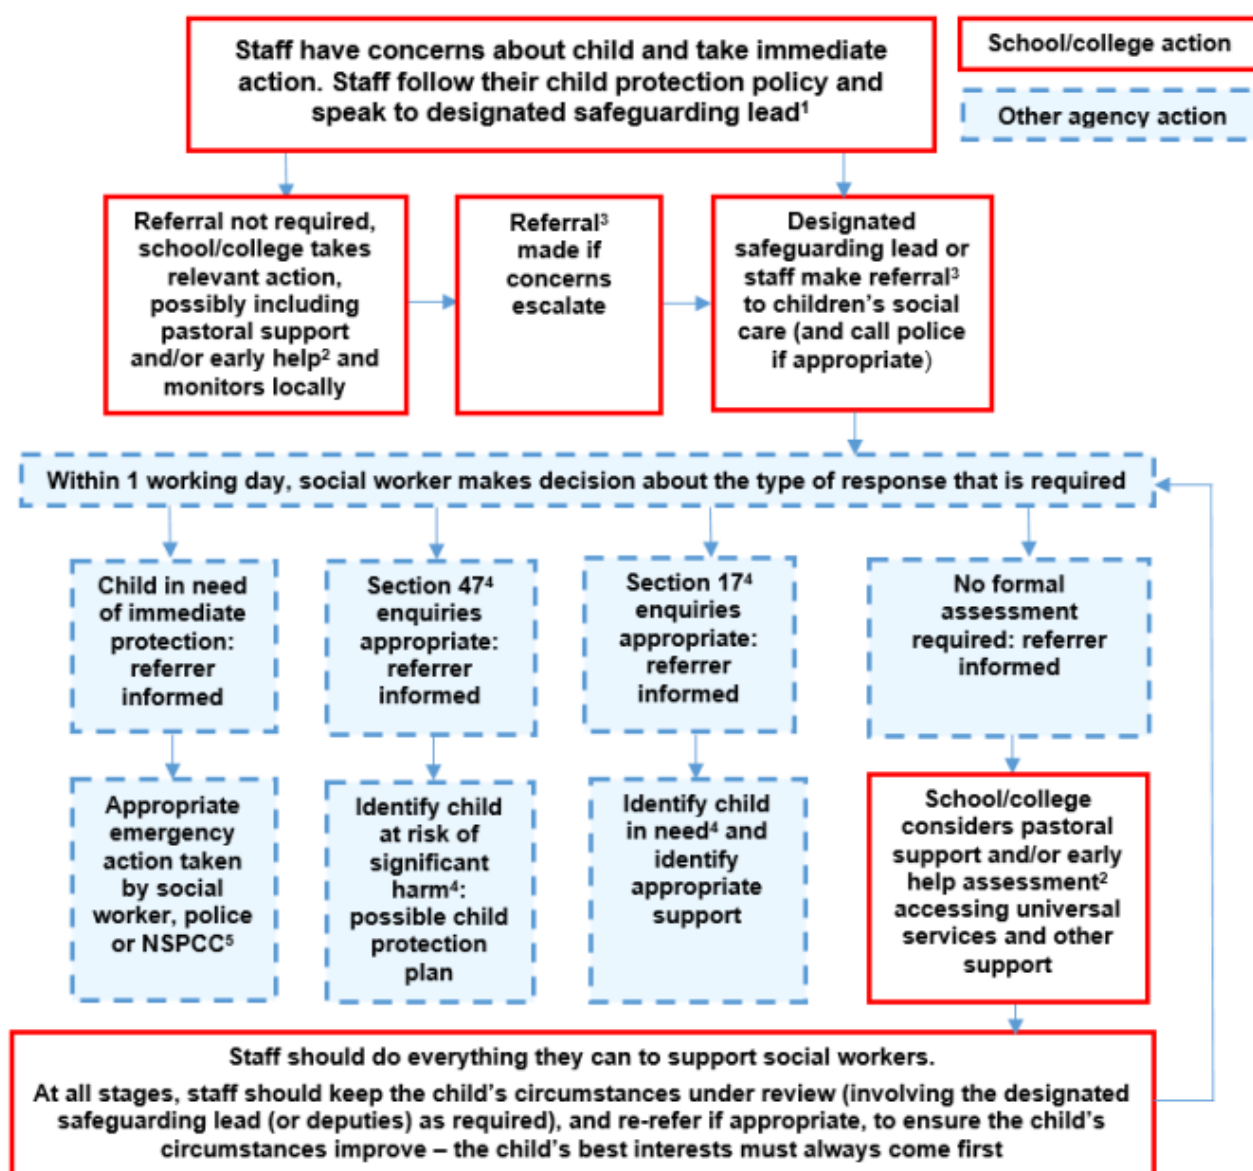 Staff have concerns about child and take immediate
action. Staff follow their child protection policy and
speak to designated safeguarding lead¹
School/college action
Other agency action
Referral not required,
school/college takes
relevant action,
possibly including
pastoral support
and/or early help² and
monitors locally
Referral³
made if
concerns
escalate
Designated
safeguarding lead or
staff make referral³
to children’s social
care (and call police
if appropriate)
Within 1 working day, social worker makes decision about the type of response that is required
Child in need
of immediate
protection:
referrer
informed
Section 47⁴
enquiries
appropriate:
referrer
informed
Section 17⁴
enquiries
appropriate:
referrer
informed
No formal
assessment
required: referrer
informed
Appropriate
emergency
action taken
by social
worker, police
or NSPCC⁵
Identify child
at risk of
significant
harm⁴:
possible child
protection
plan
Identify child
in need⁴ and
identify
appropriate
support
School/college
considers pastoral
support and/or early
help assessment²
accessing universal
services and other
support
Staff should do everything they can to support social workers.
At all stages, staff should keep the child’s circumstances under review (involving the designated
safeguarding lead (or deputies) as required), and re-refer if appropriate, to ensure the child’s
circumstances improve – the child’s best interests must always come first